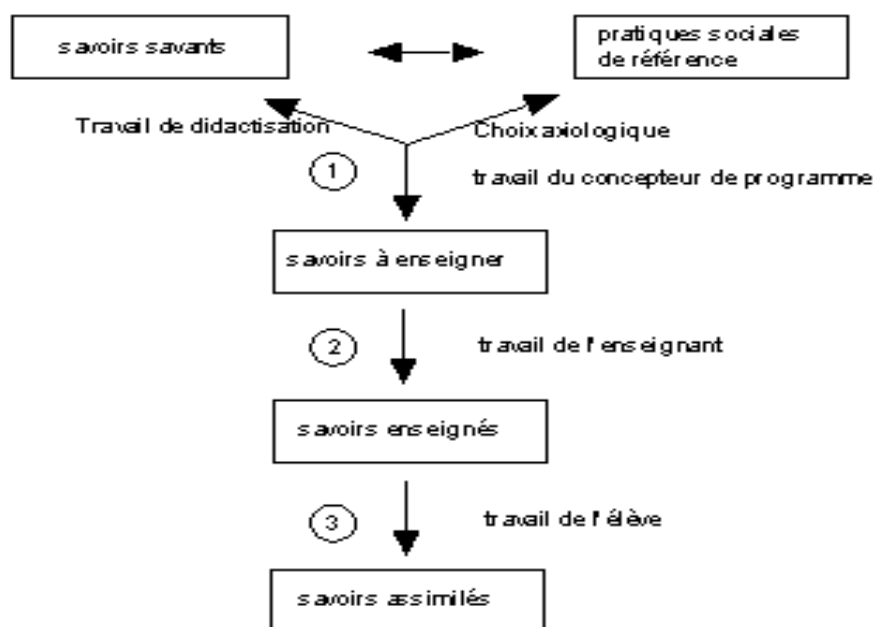 savoirs savants
pratiques sociales
de référence
Travail de didactisation
Choix axiologique
1
travail du concepteur de programme
savoirs à enseigner
2
travail de l'enseignant
savoirs enseignés
3
travail de l'élève
savoirs assimilés